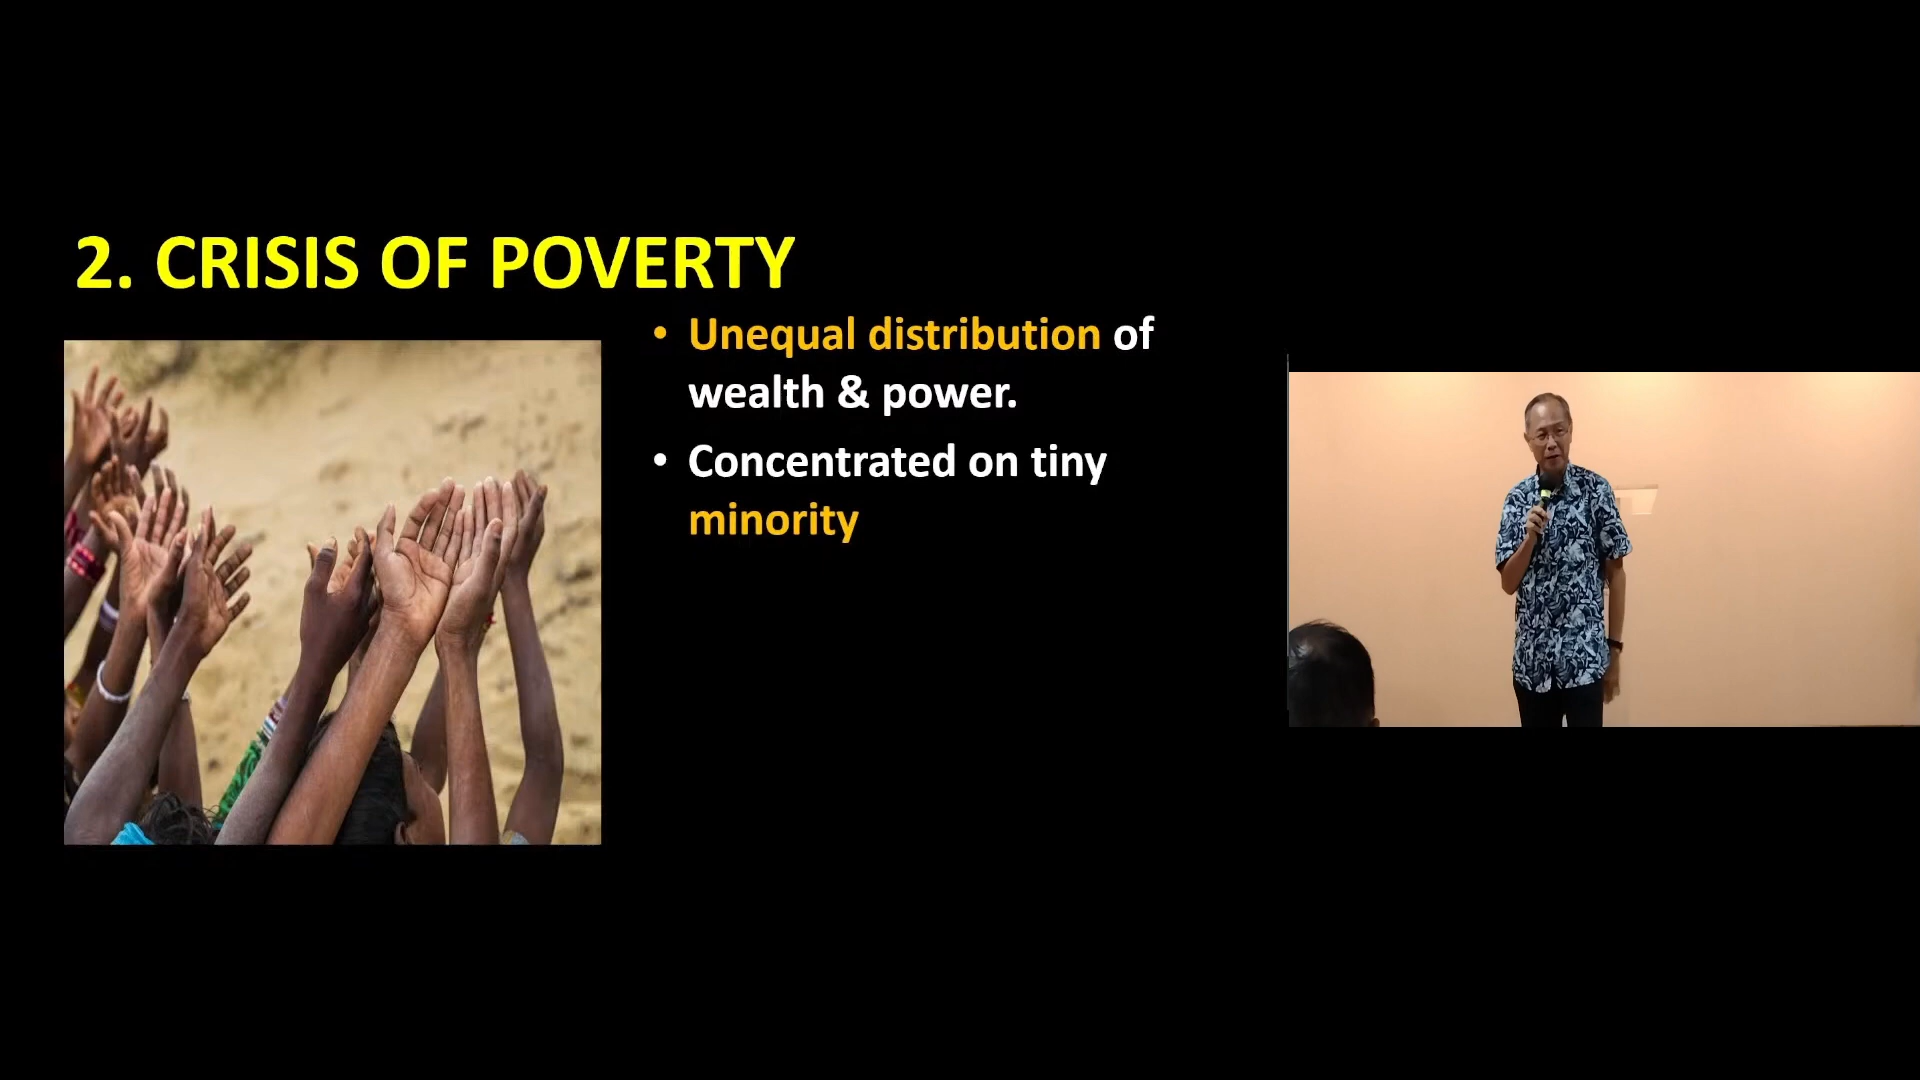 2. CRISIS OF POVERTY
• Unequal distribution of
wealth & power.
• Concentrated on tiny
minority